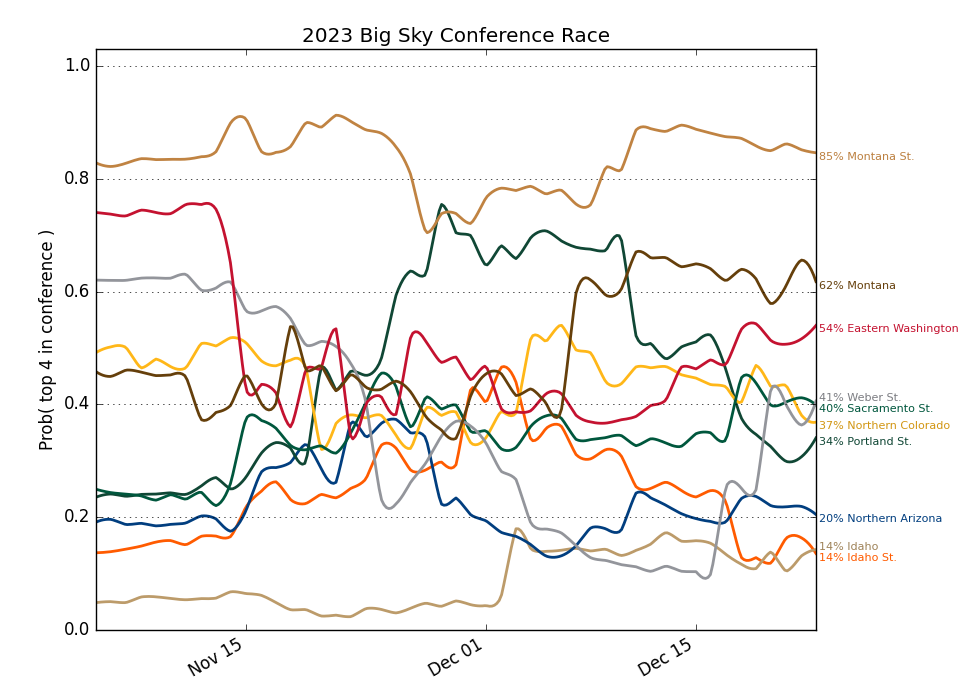 2023 Big Sky Conference Race
Prob( top 4 in conference )
1.0
0.8
0.6
0.4
0.2
0.0
Nov 15
Dec 01
Dec 15
85% Montana St.
62% Montana
54% Eastern Washington
41% Weber St.
40% Sacramento St.
37% Northern Colorado
34% Portland St.
20% Northern Arizona
14% Idaho
14% Idaho St.